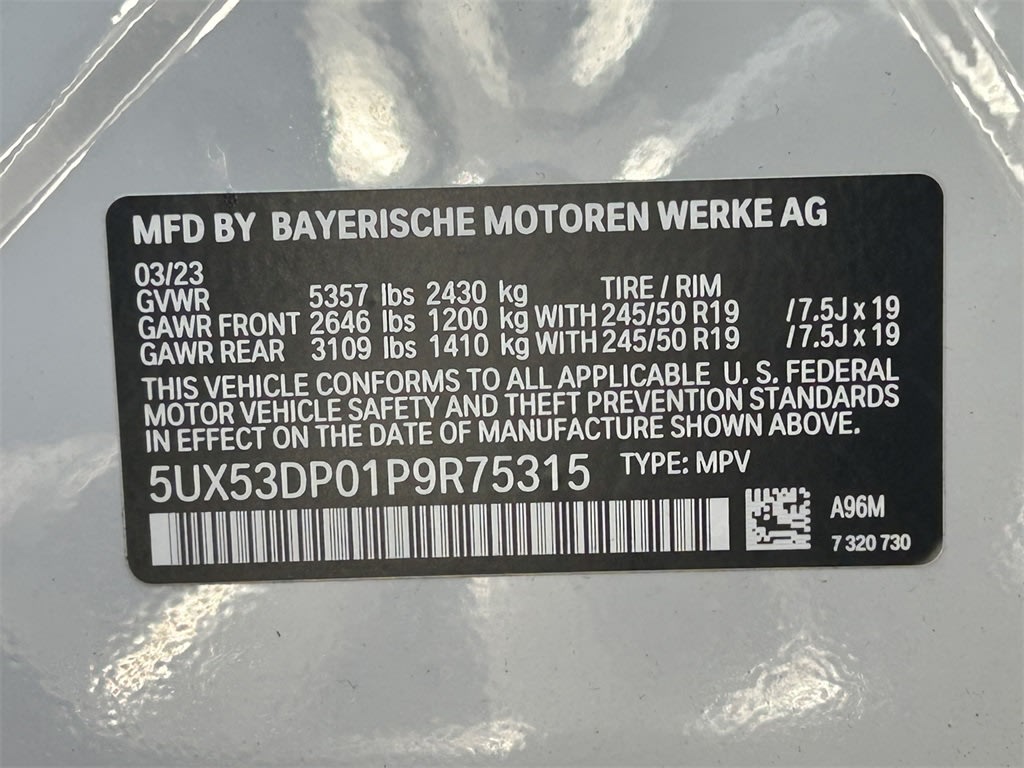 MFD BY BAYERISCHE MOTOREN WERKE AG
03/23 TIRE / RIM
GVWR 5357 lbs 2430 kg
GAWR FRONT 2646 lbs 1200 kg WITH 245/50 R19 /7.5J x 19
GAWR REAR 3109 lbs 1410 kg WITH 245/50 R19 /7.5J x 19
THIS VEHICLE CONFORMS TO ALL APPLICABLE U. S. FEDERAL
MOTOR VEHICLE SAFETY AND THEFT PREVENTION STANDARDS
IN EFFECT ON THE DATE OF MANUFACTURE SHOWN ABOVE.
5UX53DP01P9R75315 TYPE: MPV
A96M
7 320 730